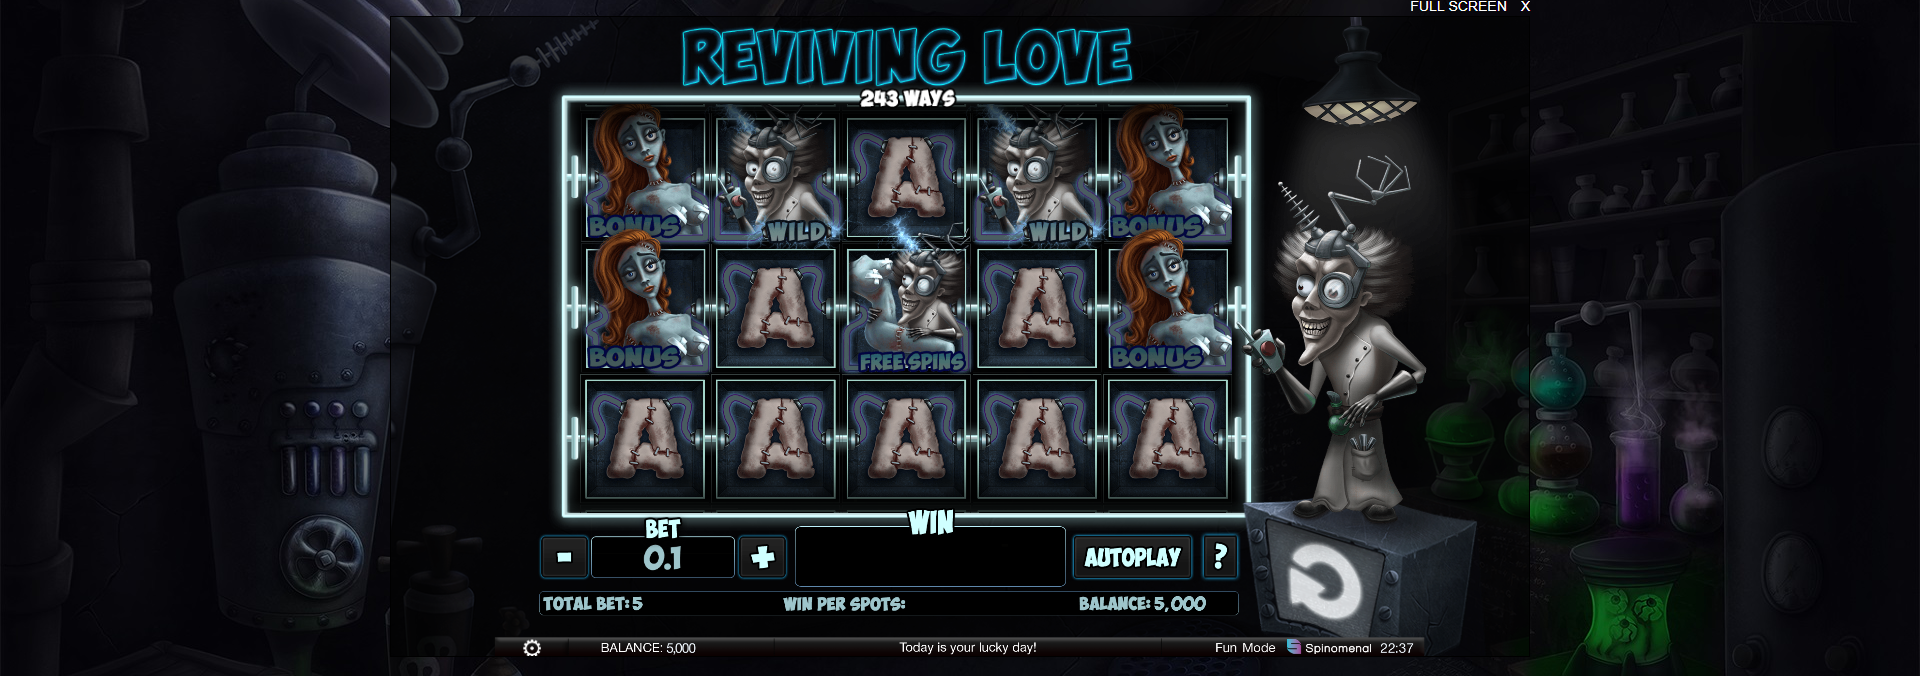 FULL SCREEN X
REVIVING LOVE
243 WAYS
BONUS WILD A WILD BONUS
BONUS A FREE SPINS A BONUS
A A A A A
BET
WIN
- 0.1 + AUTOPLAY ?
TOTAL BET: 5 WIN PER SPOTS: BALANCE: 5,000
BALANCE: 5,000 Today is your lucky day! Fun Mode Spinomenal 22:37